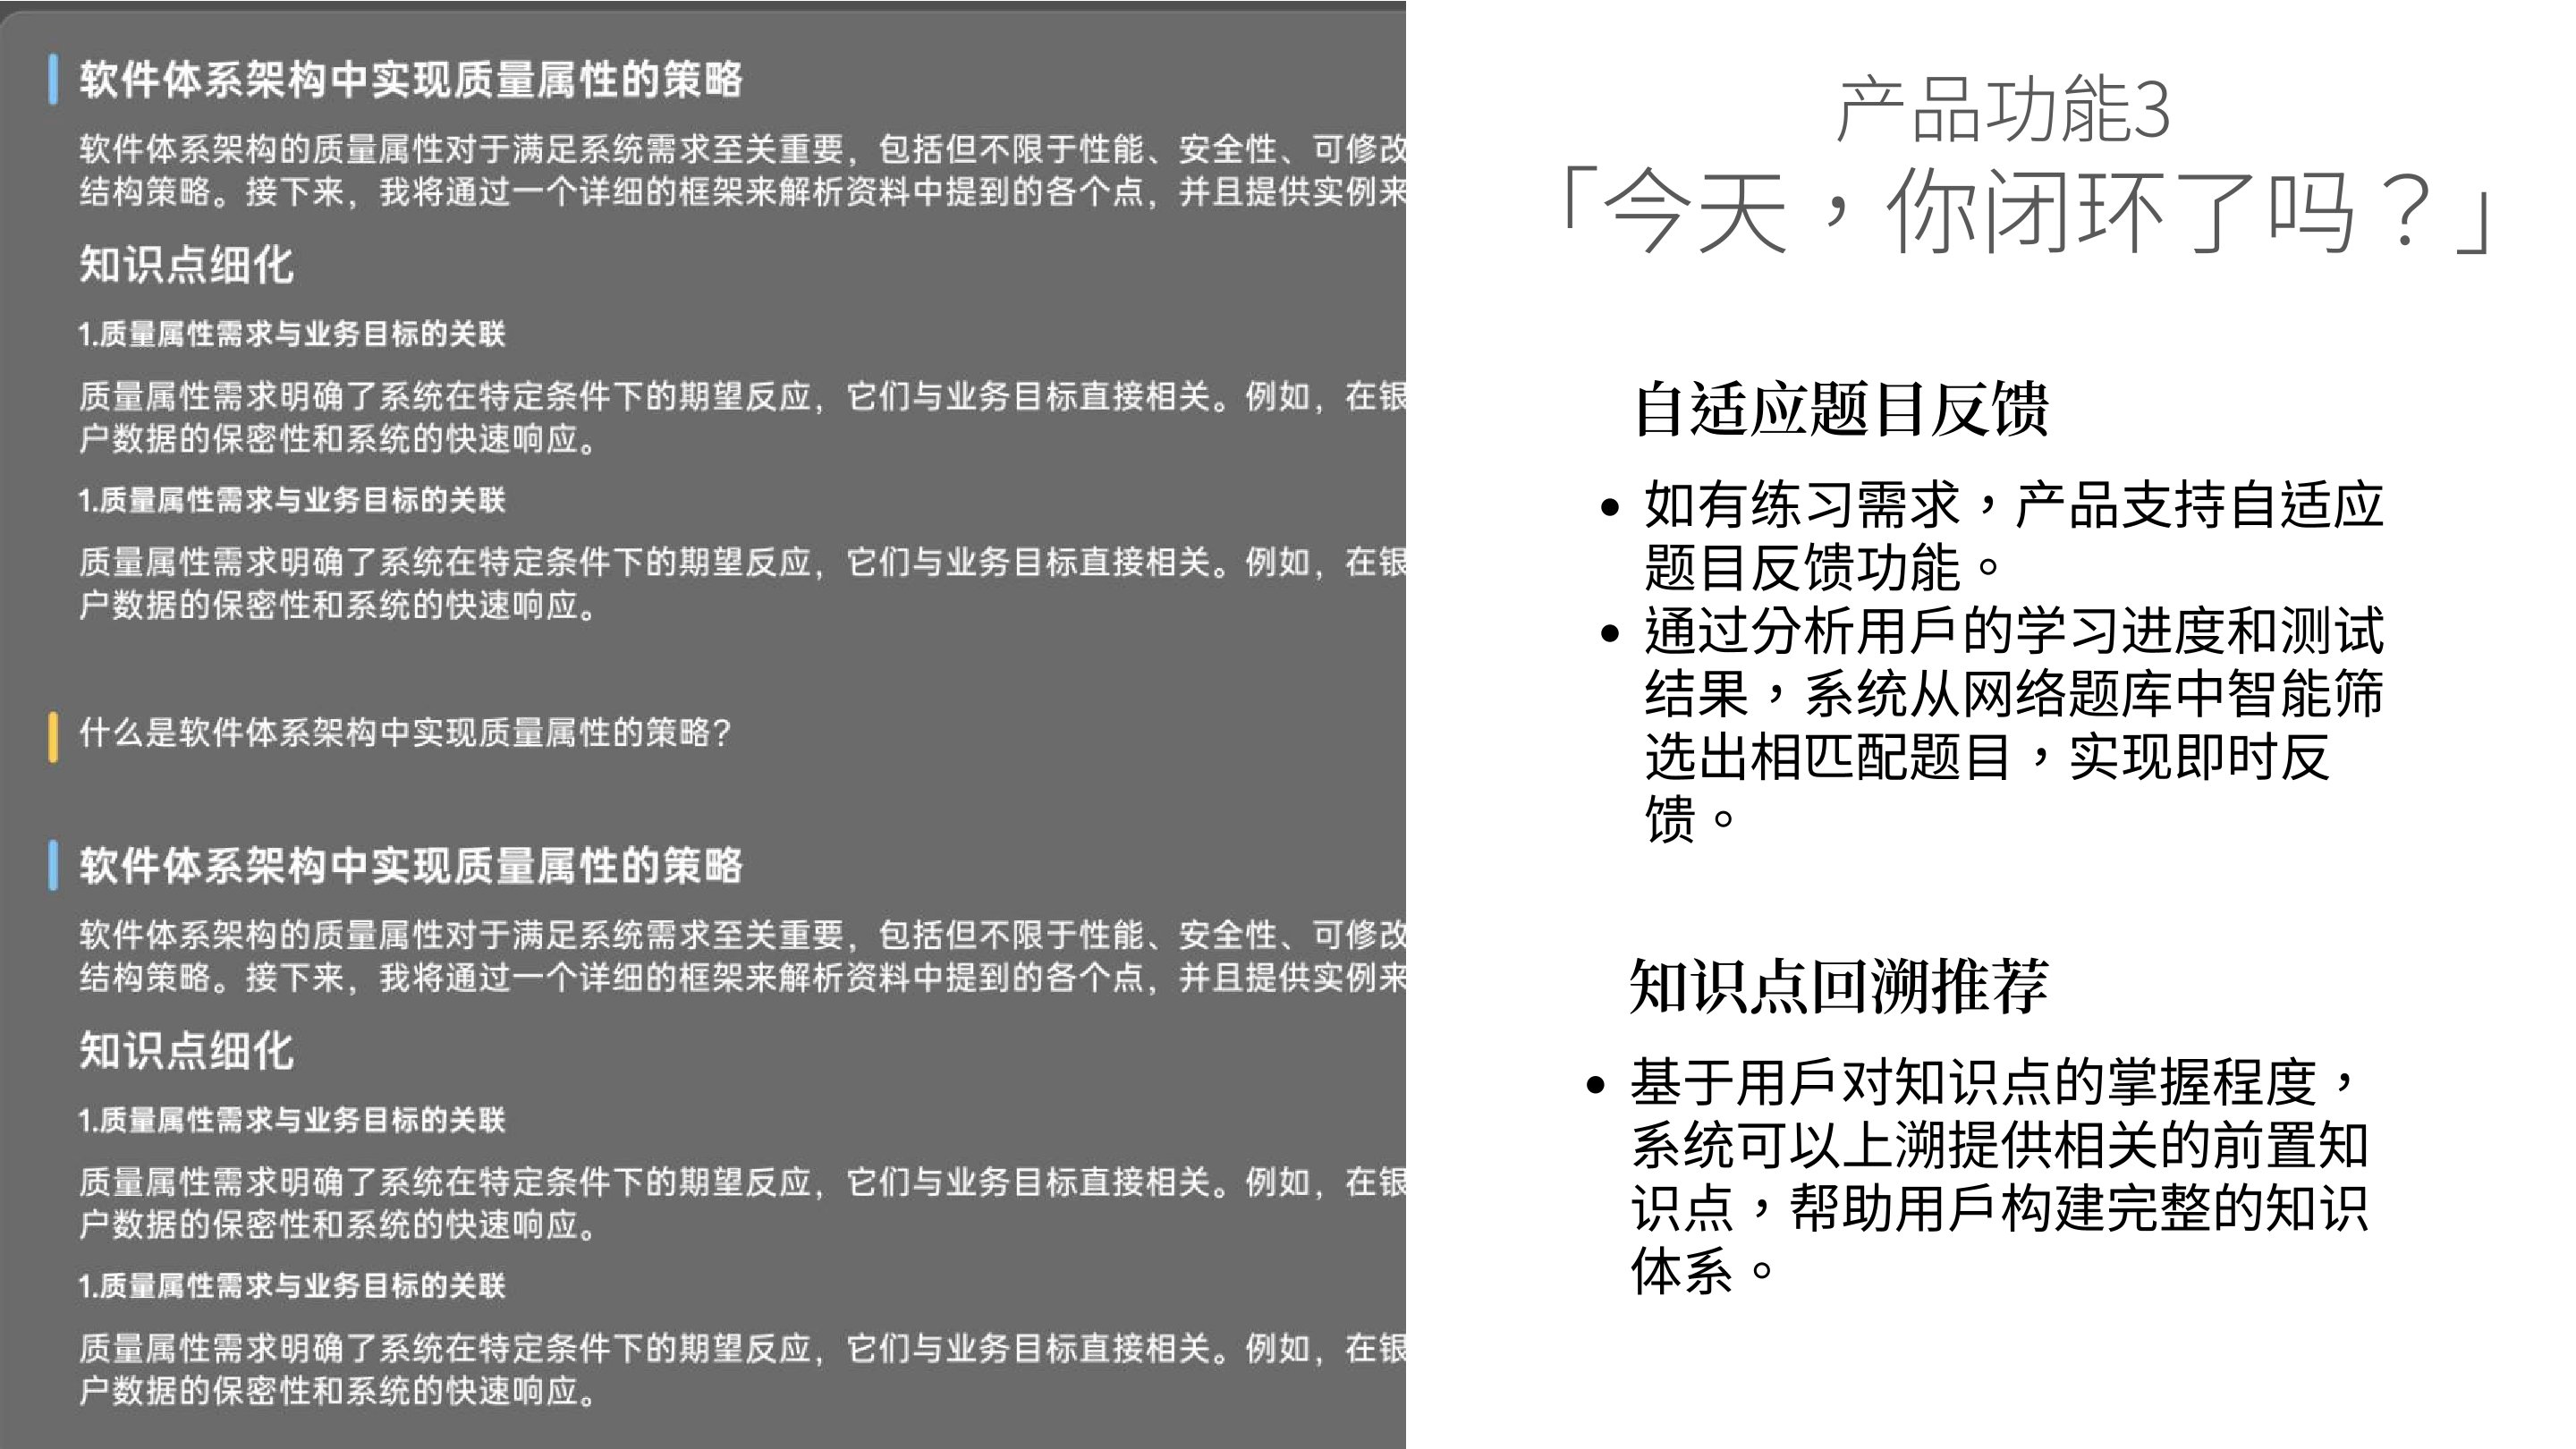 软件体系架构中实现质量属性的策略
软件体系架构的质量属性对于满足系统需求至关重要，包括但不限于性能、安全性、可修改
结构策略。接下来，我将通过一个详细的框架来解析资料中提到的各个点，并且提供实例来
知识点细化
1.质量属性需求与业务目标的关联
质量属性需求明确了系统在特定条件下的期望反应，它们与业务目标直接相关。例如，在银
户数据的保密性和系统的快速响应。
1.质量属性需求与业务目标的关联
质量属性需求明确了系统在特定条件下的期望反应，它们与业务目标直接相关。例如，在银
户数据的保密性和系统的快速响应。
什么是软件体系架构中实现质量属性的策略?
软件体系架构中实现质量属性的策略
软件体系架构的质量属性对于满足系统需求至关重要，包括但不限于性能、安全性、可修改
结构策略。接下来，我将通过一个详细的框架来解析资料中提到的各个点，并且提供实例来
知识点细化
1.质量属性需求与业务目标的关联
质量属性需求明确了系统在特定条件下的期望反应，它们与业务目标直接相关。例如，在银
户数据的保密性和系统的快速响应。
1.质量属性需求与业务目标的关联
质量属性需求明确了系统在特定条件下的期望反应，它们与业务目标直接相关。例如，在银
户数据的保密性和系统的快速响应。
产品功能3
「今天，你闭环了吗？」
自适应题目反馈
• 如有练习需求，产品支持自适应
题目反馈功能。
• 通过分析用戶的学习进度和测试
结果，系统从网络题库中智能筛
选出相匹配题目，实现即时反
馈。
知识点回溯推荐
• 基于用戶对知识点的掌握程度，
系统可以上溯提供相关的前置知
识点，帮助用戶构建完整的知识
体系。